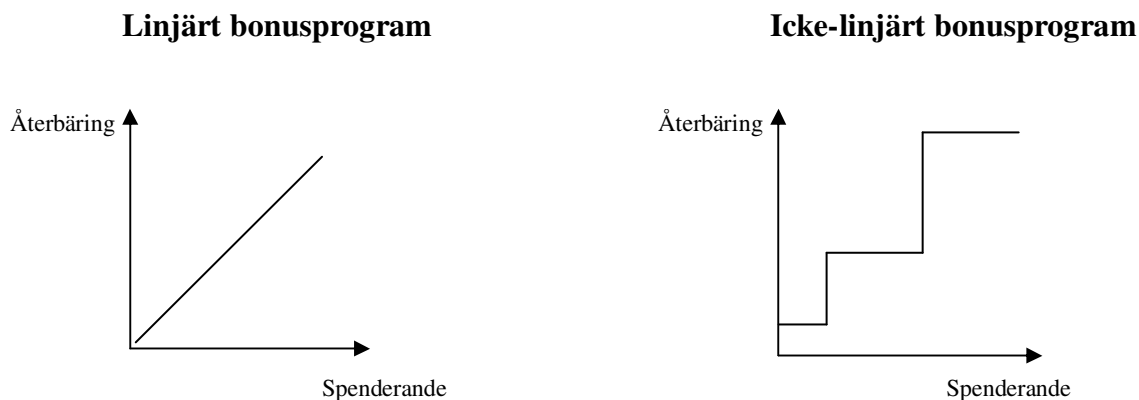 Linjärt bonusprogram
Icke-linjärt bonusprogram
Återbäring
Återbäring
Spenderande
Spenderande